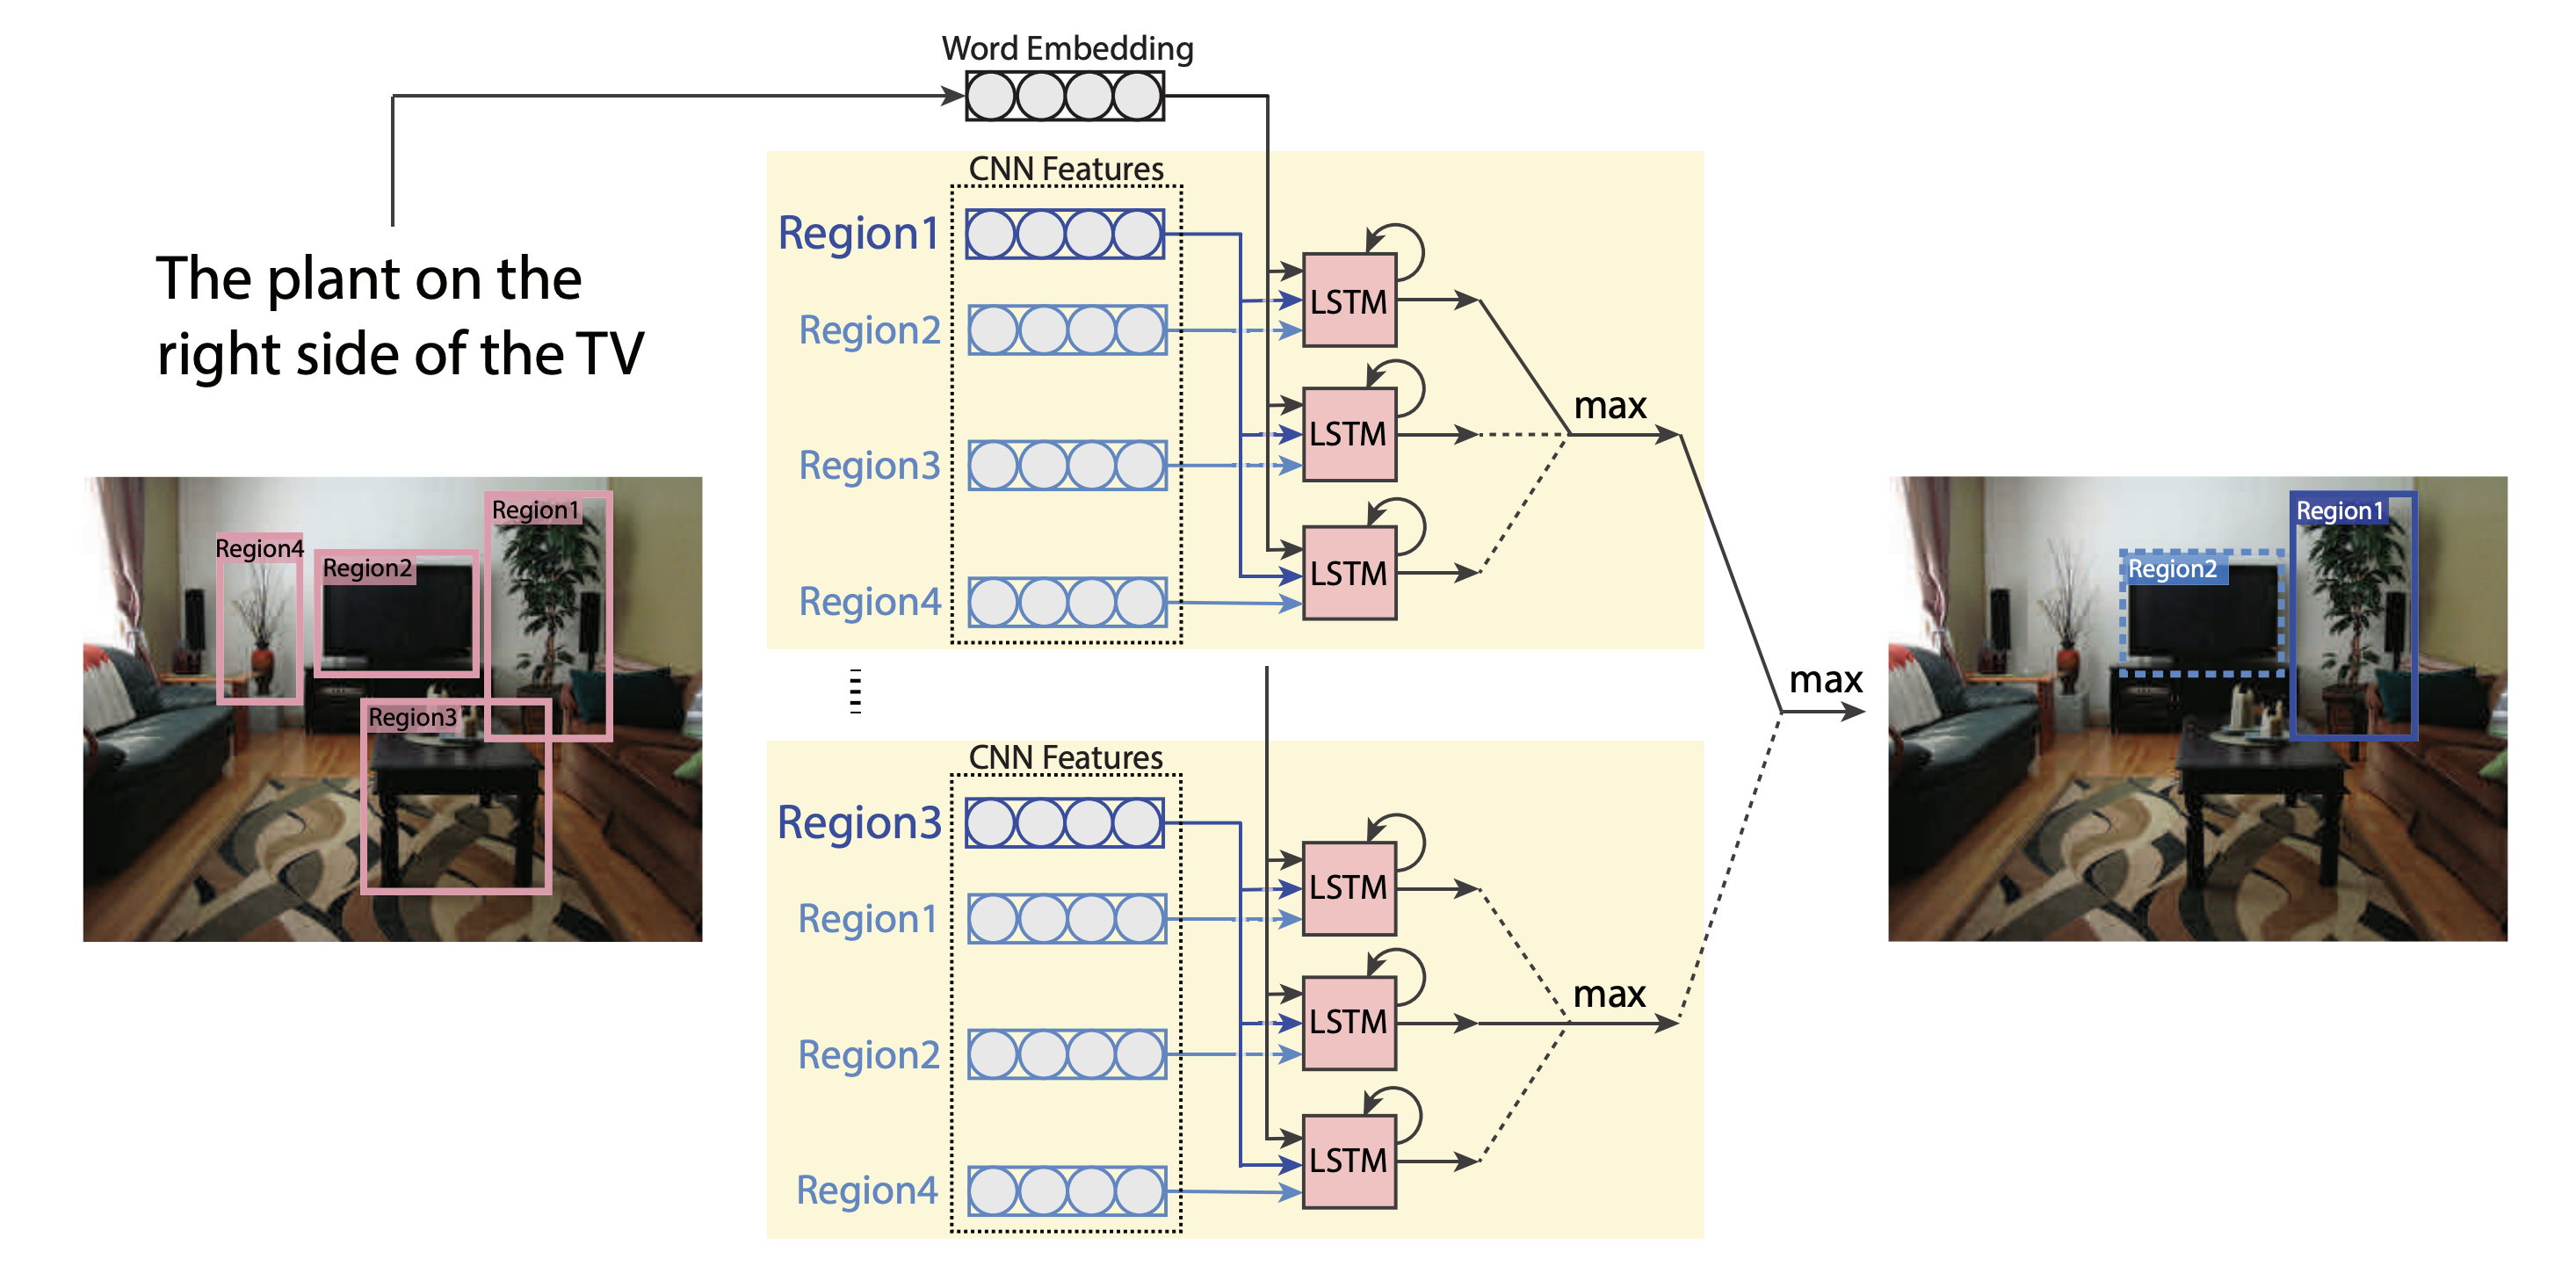 Word Embedding
The plant on the
right side of the TV
CNN Features
Region1
Region2
Region3
Region4
LSTM
LSTM
LSTM
max
Region4
Region2
Region1
Region3
CNN Features
Region3
Region1
Region2
Region4
LSTM
LSTM
LSTM
max
max
Region2
Region1